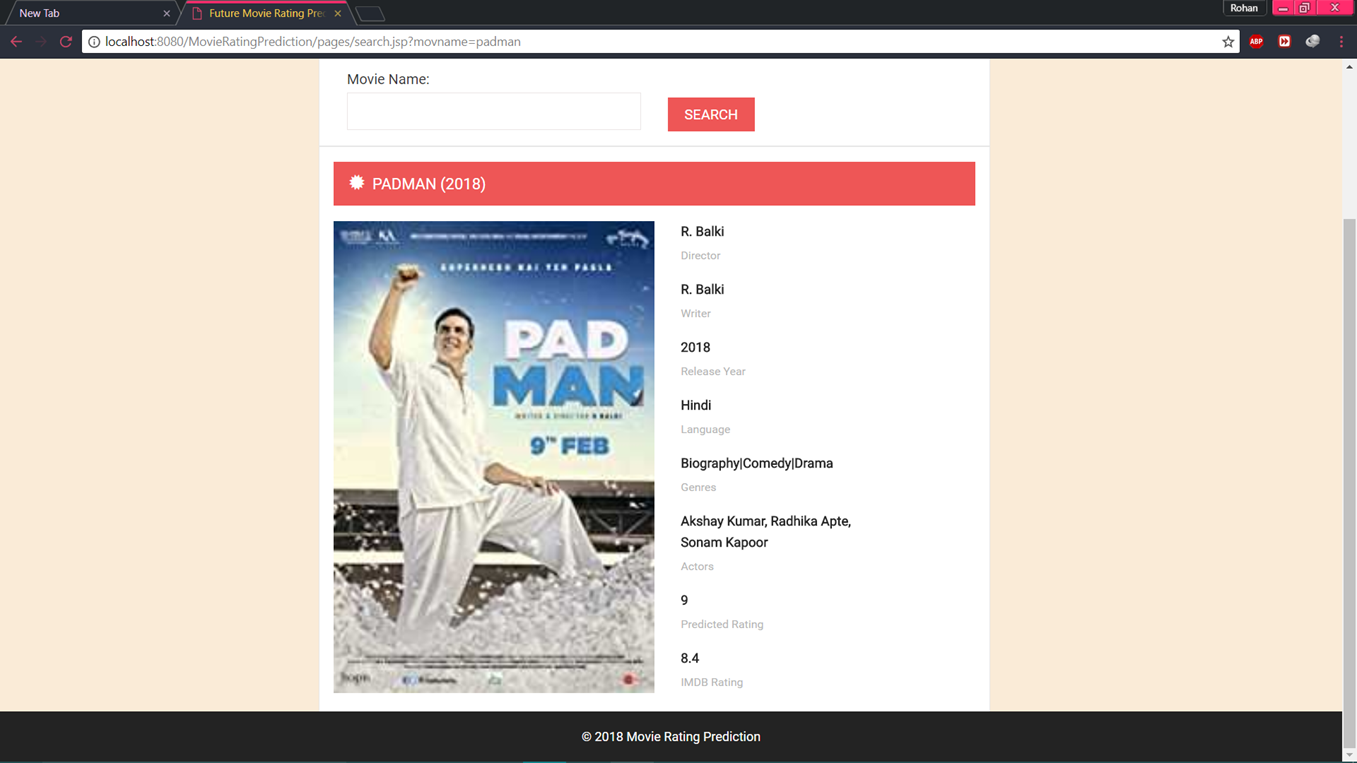 New Tab
Future Movie Rating Pre
Rohan
localhost:8080/MovieRatingPrediction/pages/search.jsp?movname=padman
ABP
Movie Name:
SEARCH
PADMAN (2018)
SUPERHERO HAI YEH PAGLA
PAD
MAN
WRITER & DIRECTOR R BALKI
9TH FEB
R. Balki
Director
R. Balki
Writer
2018
Release Year
Hindi
Language
Biography|Comedy|Drama
Genres
Akshay Kumar, Radhika Apte,
Sonam Kapoor
Actors
9
Predicted Rating
8.4
IMDB Rating
© 2018 Movie Rating Prediction